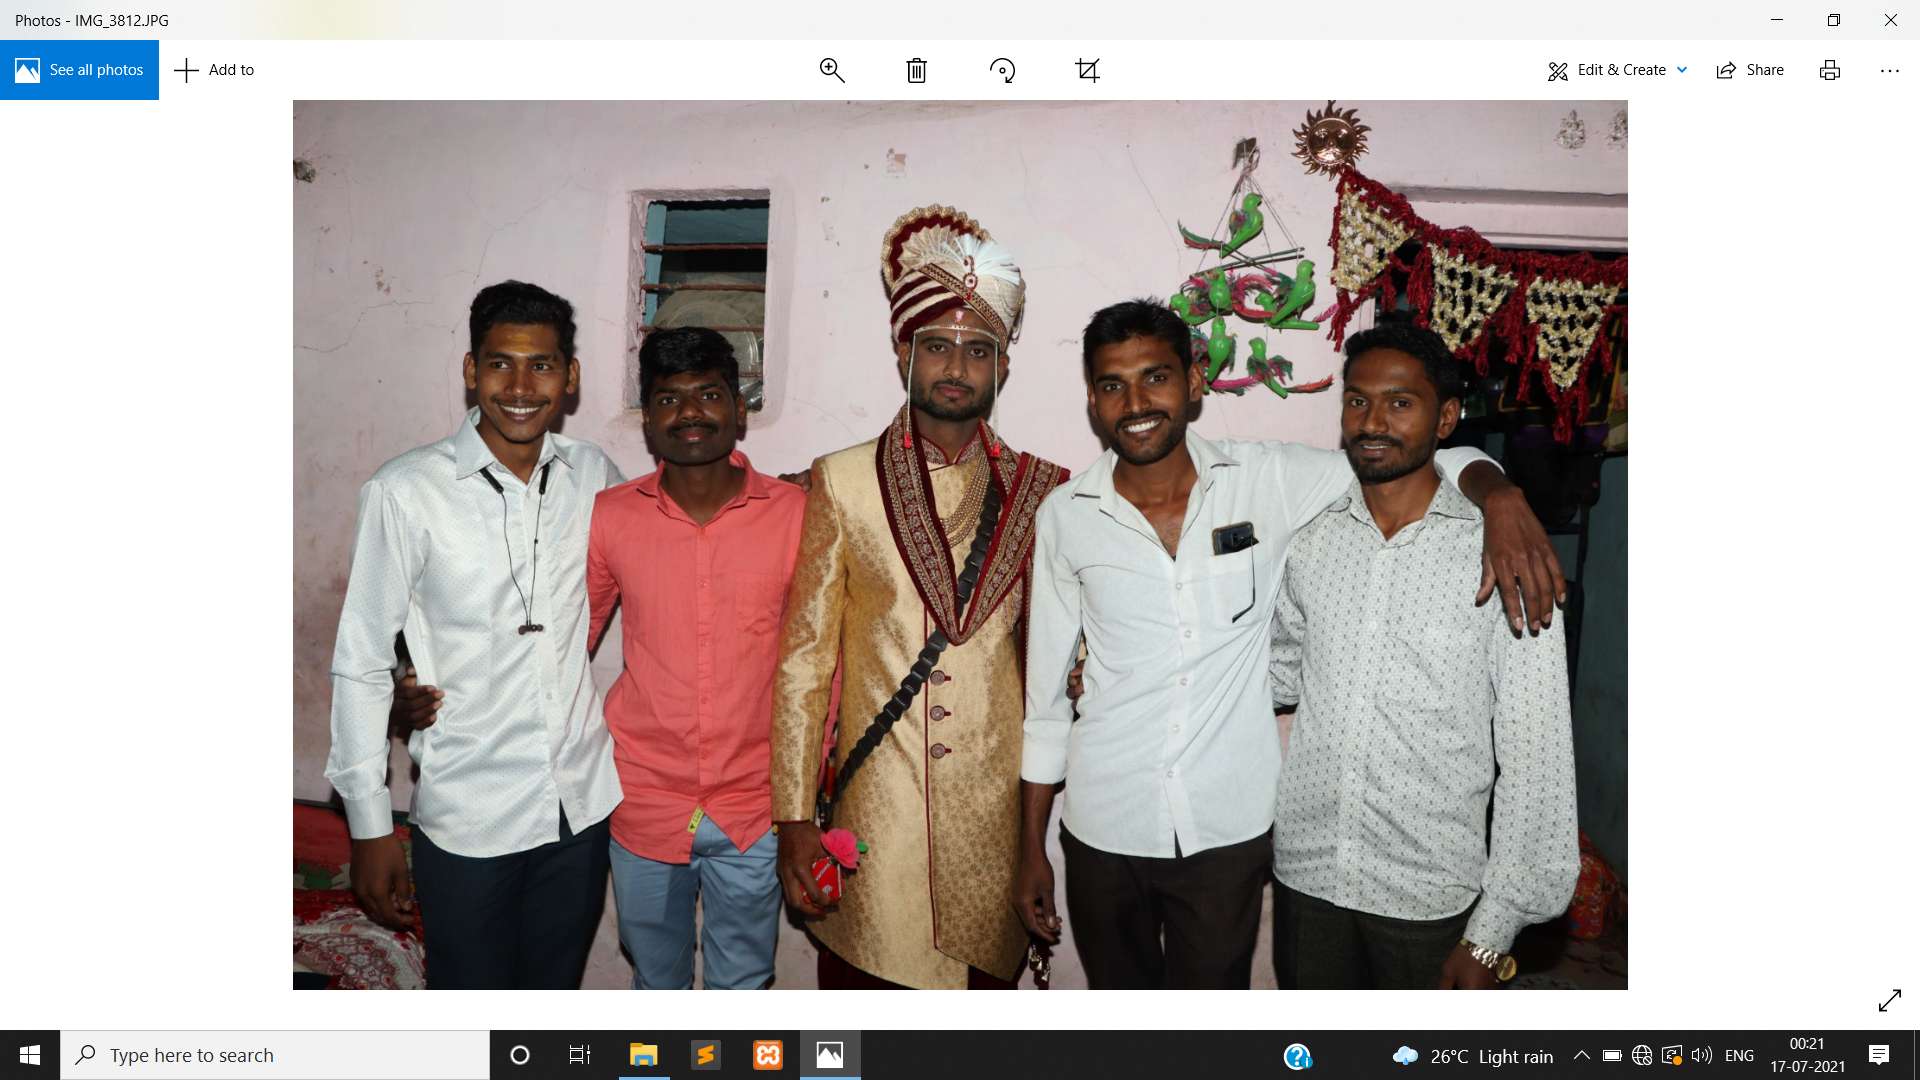 Photos - IMG_3812.JPG
See all photos
Add to
Edit & Create
Share
Type here to search
26°C Light rain
ENG
00:21
17-07-2021